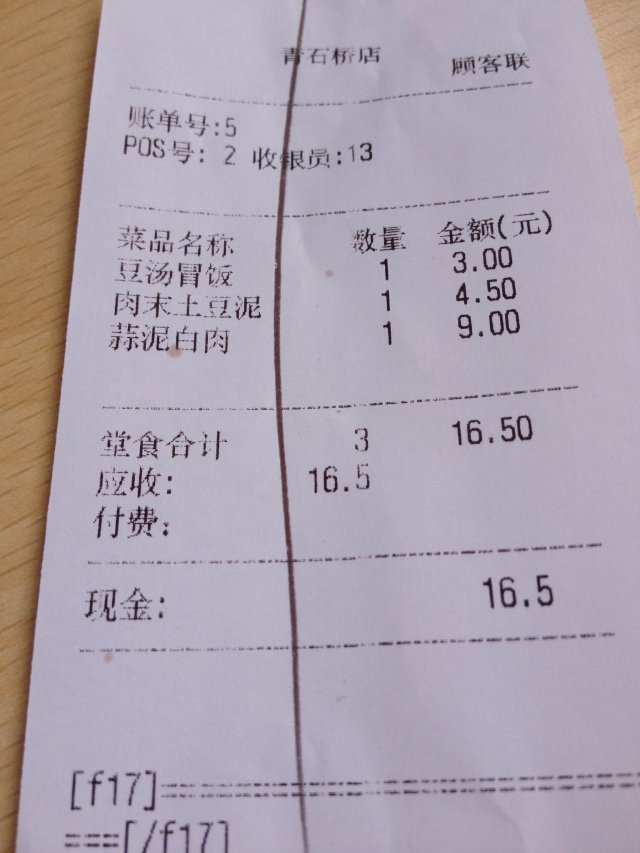 青石桥店 顾客联
账单号:5
POS号: 2 收银员:13
菜品名称 数量 金额(元)
豆汤冒饭 1 3.00
肉末土豆泥 1 4.50
蒜泥白肉 1 9.00
堂食合计 3 16.50
应收: 16.5
付费:
现金: 16.5
[f17]==========================
===[/f17]